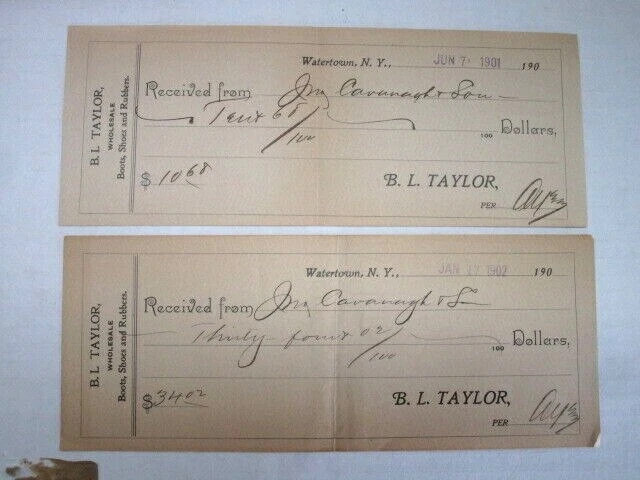 B. L. TAYLOR,
WHOLESALE
Boots, Shoes and Rubbers.
Watertown, N. Y., JUN 7 1901 190
Received from Jno Cavanagh & Son
Ten & 68/100 100 Dollars,
$ 10 68
B. L. TAYLOR,
PER
B. L. TAYLOR,
WHOLESALE
Boots, Shoes and Rubbers.
Watertown, N. Y., JAN 1902 190
Received from Jno Cavanagh & Son
Thirty four & 02/100 100 Dollars,
$ 34 02
B. L. TAYLOR,
PER